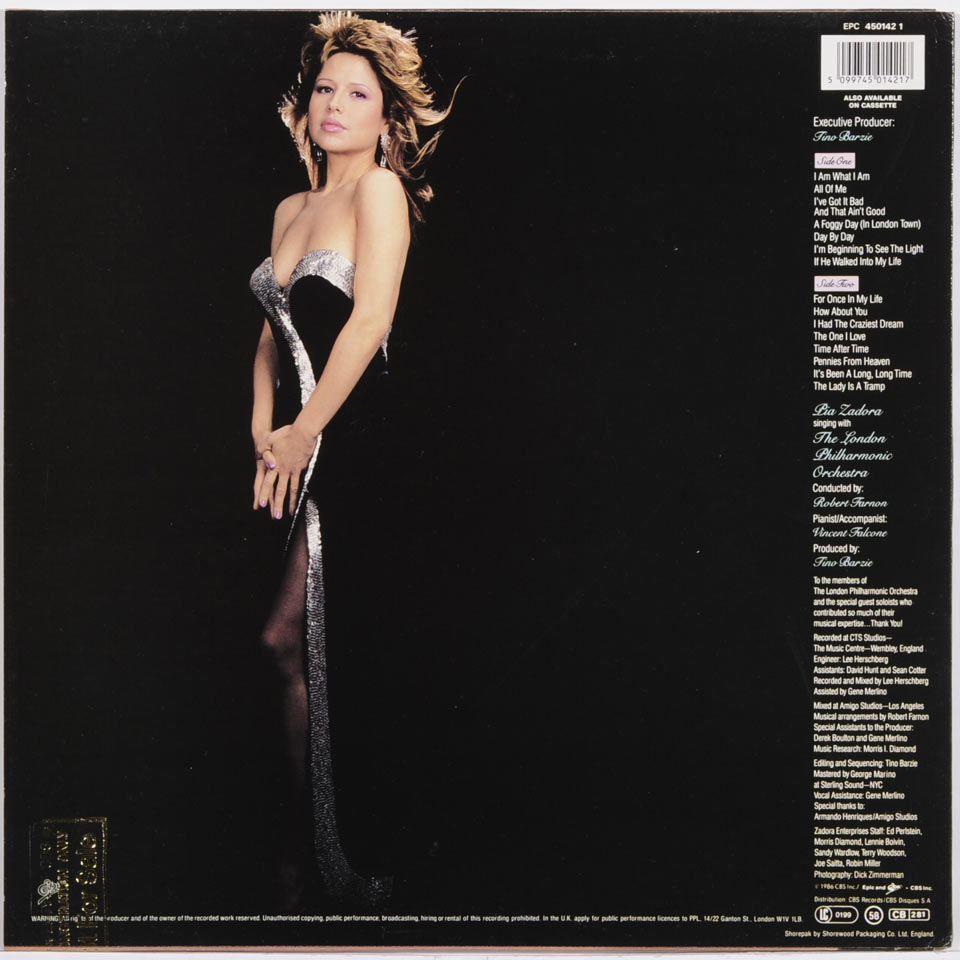 EPC 450142 1
5 099745 014217
ALSO AVAILABLE
ON CASSETTE
Executive Producer:
Tino Barzie
Side One
I Am What I Am
All Of Me
I've Got It Bad
And That Ain't Good
A Foggy Day (In London Town)
Day By Day
I'm Beginning To See The Light
If He Walked Into My Life
Side Two
For Once In My Life
How About You
I Had The Craziest Dream
The One I Love
Time After Time
Pennies From Heaven
It's Been A Long, Long Time
The Lady Is A Tramp
Pia Zadora
singing with
The London
Philharmonic
Orchestra
Conducted by:
Robert Farnon
Pianist/Accompanist:
Vincent Falcone
Produced by:
Tino Barzie
To the members of
The London Philharmonic Orchestra
and the special guest soloists who
contributed so much of their
musical expertise...Thank You!
Recorded at CTS Studios—
The Music Centre—Wembley, England
Engineer: Lee Herschberg
Assistants: David Hunt and Sean Cotter
Recorded and Mixed by Lee Herschberg
Assisted by Gene Merlino
Mixed at Amigo Studios—Los Angeles
Musical arrangements by Robert Farnon
Special Assistants to the Producer:
Derek Boulton and Gene Merlino
Music Research: Morris I. Diamond
Editing and Sequencing: Tino Barzie
Mastered by George Marino
at Sterling Sound—NYC
Vocal Assistance: Gene Merlino
Special thanks to:
Armando Henriques/Amigo Studios
Zadora Enterprises Staff: Ed Perlstein,
Morris Diamond, Lennie Boivin,
Sandy Wardlow, Terry Woodson,
Joe Saitta, Robin Miller
Photography: Dick Zimmerman
© 1986 CBS Inc./ Epic and - CBS Inc.
Distribution CBS Records/CBS Disques S.A
LC 0199 58 CB 281
WARNING: All rights of the producer and of the owner of the recorded work reserved. Unauthorised copying, public performance, broadcasting, hiring or rental of this recording prohibited. In the U.K. apply for public performance licences to PPL, 14/22 Ganton St., London W1V 1LB.
Shorepak by Shorewood Packaging Co. Ltd, England.
For Sale